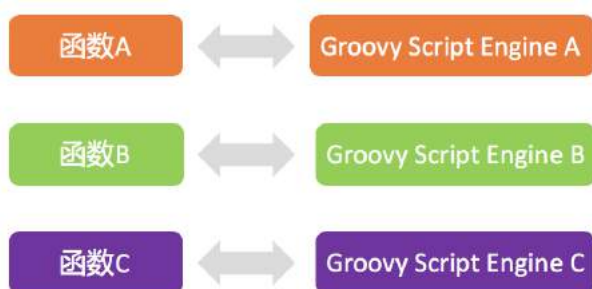 函数A Groovy Script Engine A
函数B Groovy Script Engine B
函数C Groovy Script Engine C